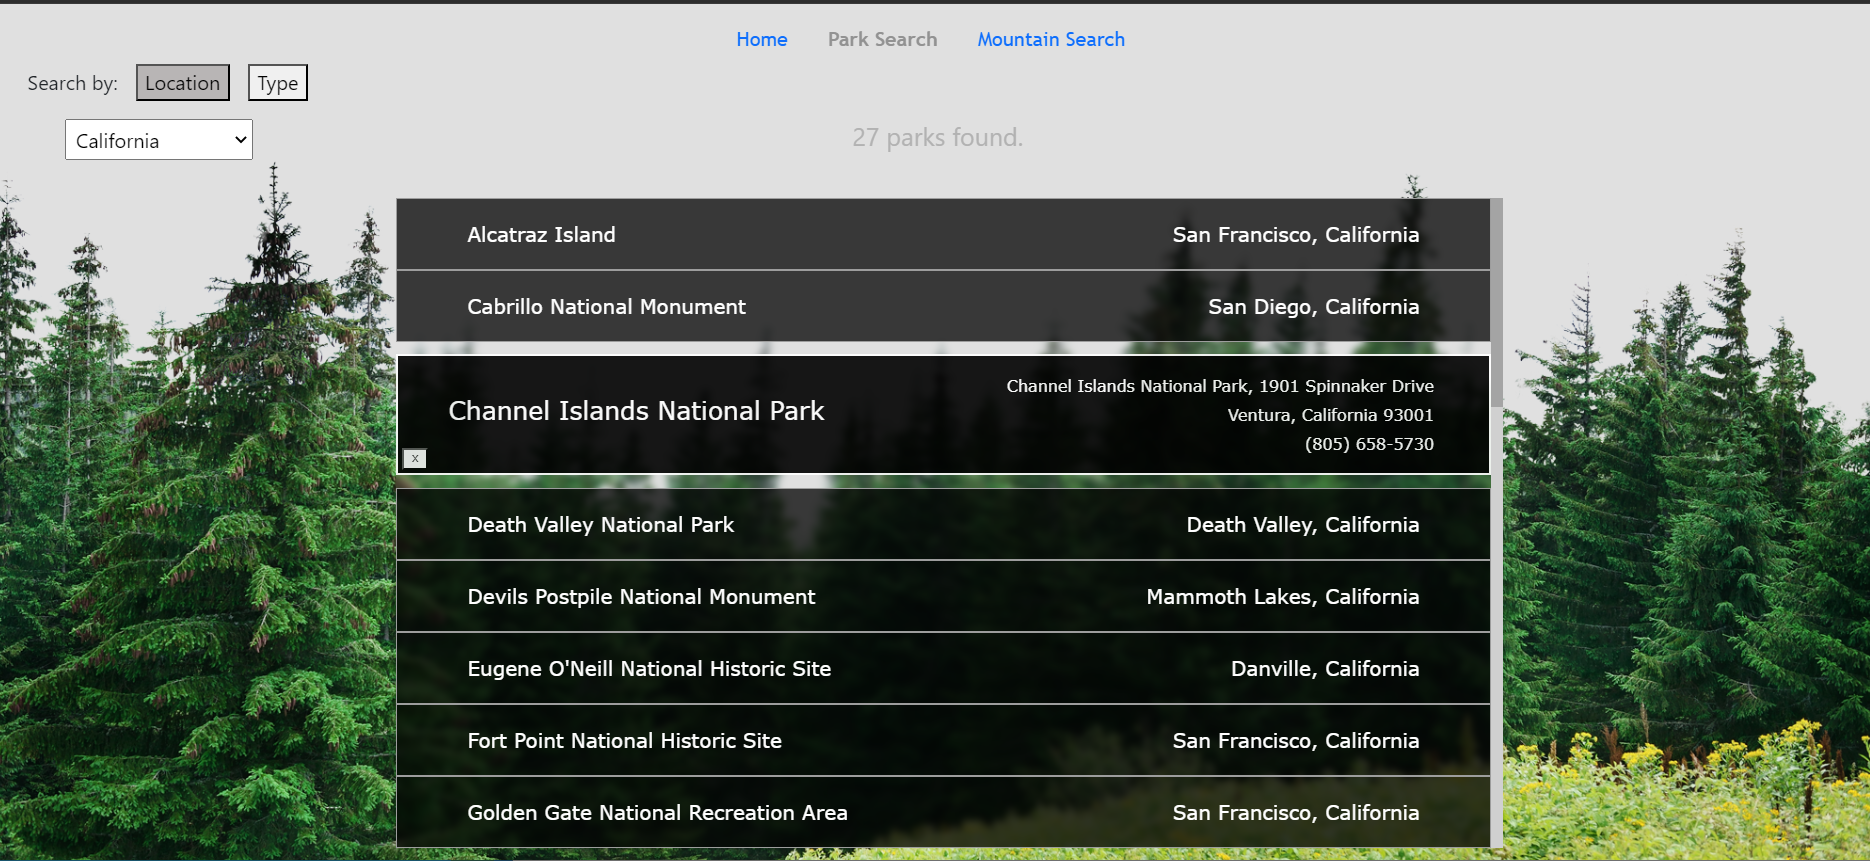 Home Park Search Mountain Search
Search by: Location Type
California
27 parks found.
Alcatraz Island San Francisco, California
Cabrillo National Monument San Diego, California
Channel Islands National Park
Channel Islands National Park, 1901 Spinnaker Drive
Ventura, California 93001
(805) 658-5730
x
Death Valley National Park Death Valley, California
Devils Postpile National Monument Mammoth Lakes, California
Eugene O'Neill National Historic Site Danville, California
Fort Point National Historic Site San Francisco, California
Golden Gate National Recreation Area San Francisco, California